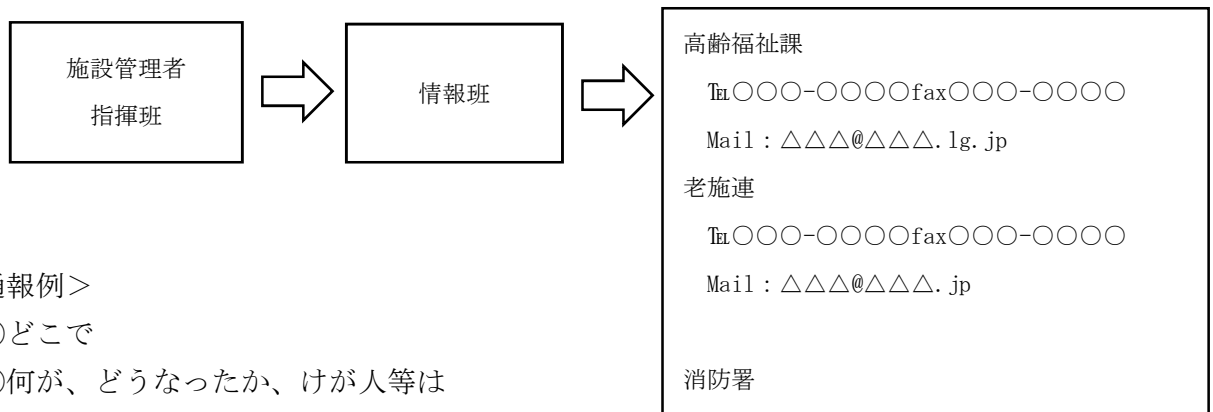 施設管理者
指揮班
情報班
高齢福祉課
℡○○○-○○○○fax○○○-○○○○
Mail：△△△@△△△.lg.jp
老施連
℡○○○-○○○○fax○○○-○○○○
Mail：△△△@△△△.jp
消防署
報例＞
どこで
何が、どうなったか、けが人等は